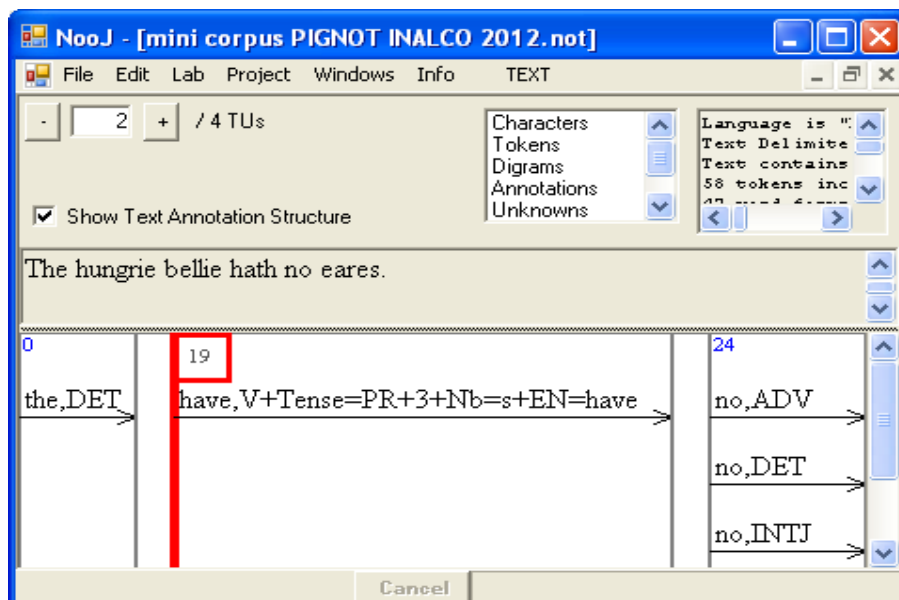 NooJ - [mini corpus PIGNOT INALCO 2012.not]
File Edit Lab Project Windows Info TEXT
- 2 + / 4 TUs
Characters
Tokens
Digrams
Annotations
Unknowns
Language is
Text Delimite
Text contains
58 tokens inc
Show Text Annotation Structure
The hungrie bellie hath no eares.
0 19 24
the,DET have,V+Tense=PR+3+Nb=s+EN=have no,ADV
no,DET
no,INTJ
Cancel